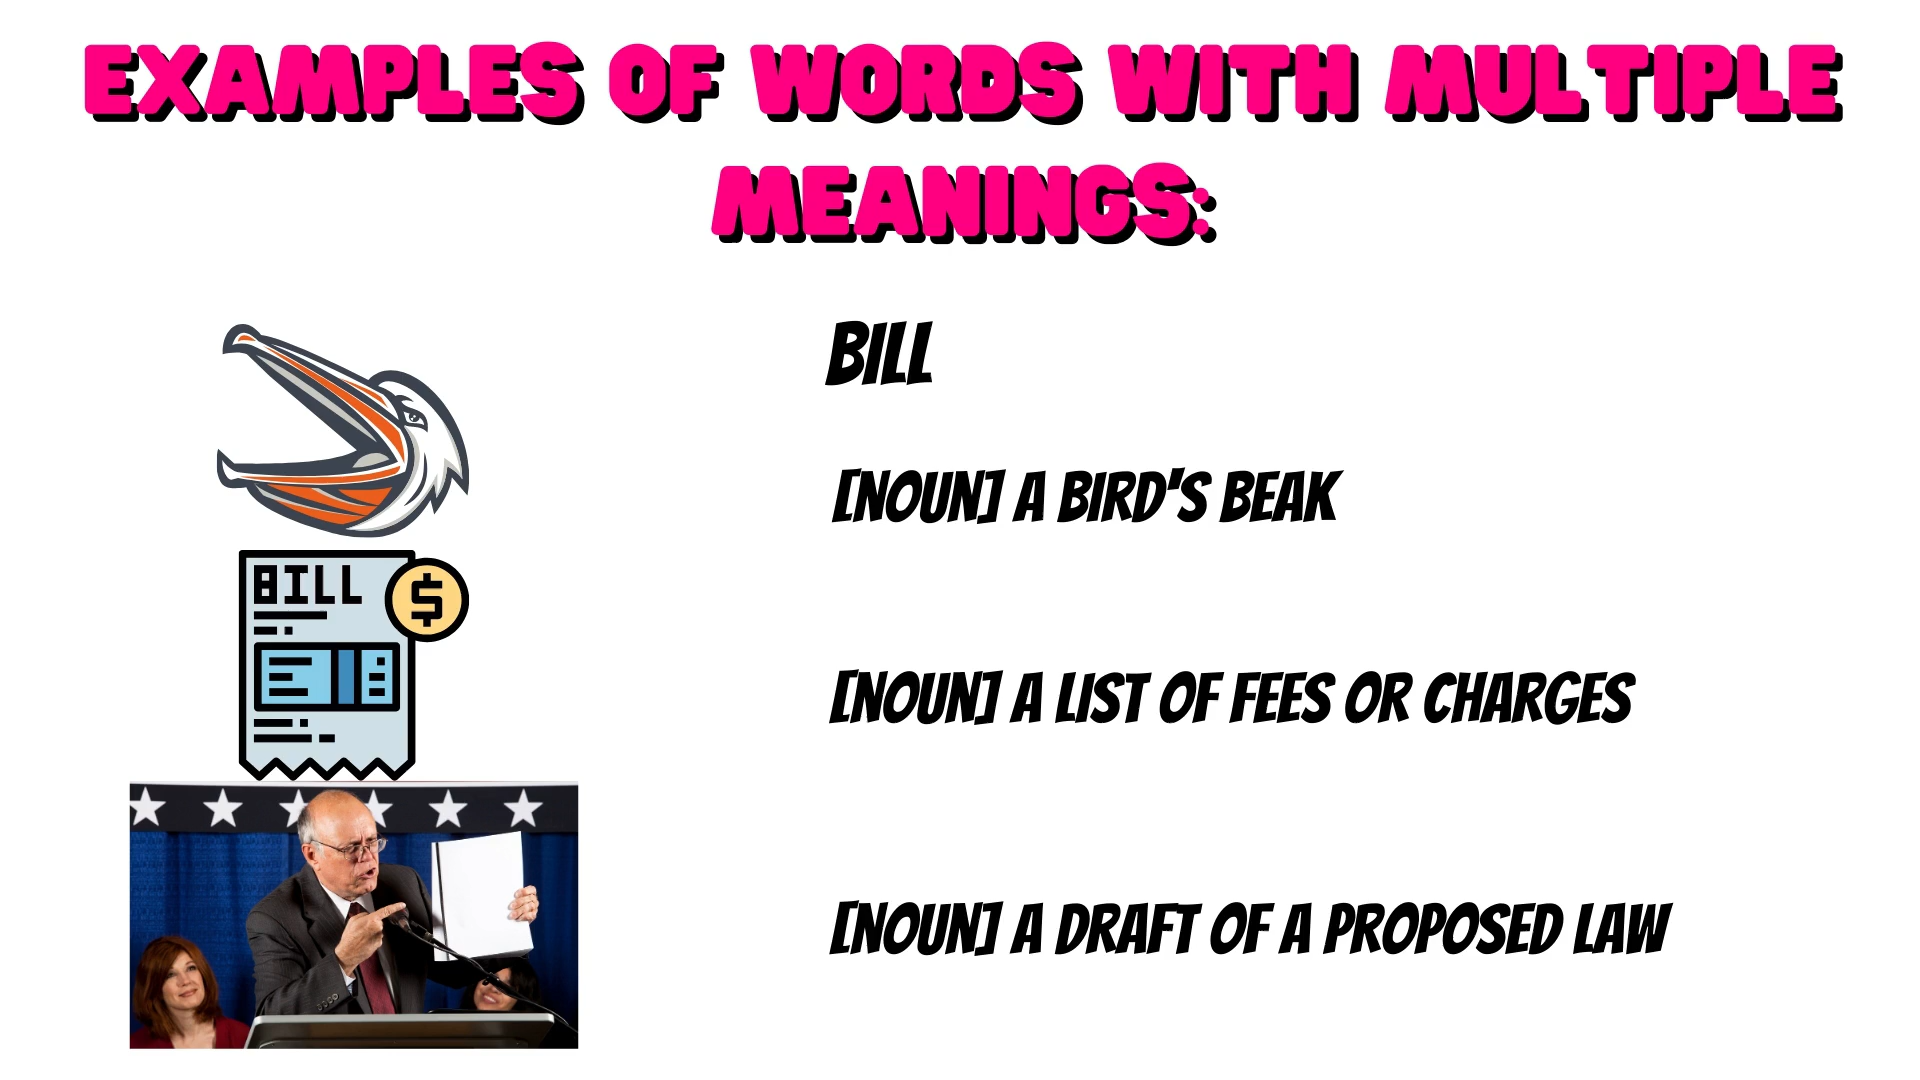 EXAMPLES OF WORDS WITH MULTIPLE
MEANINGS:
BILL
[NOUN] A BIRD'S BEAK
BILL
$
[NOUN] A LIST OF FEES OR CHARGES
[NOUN] A DRAFT OF A PROPOSED LAW